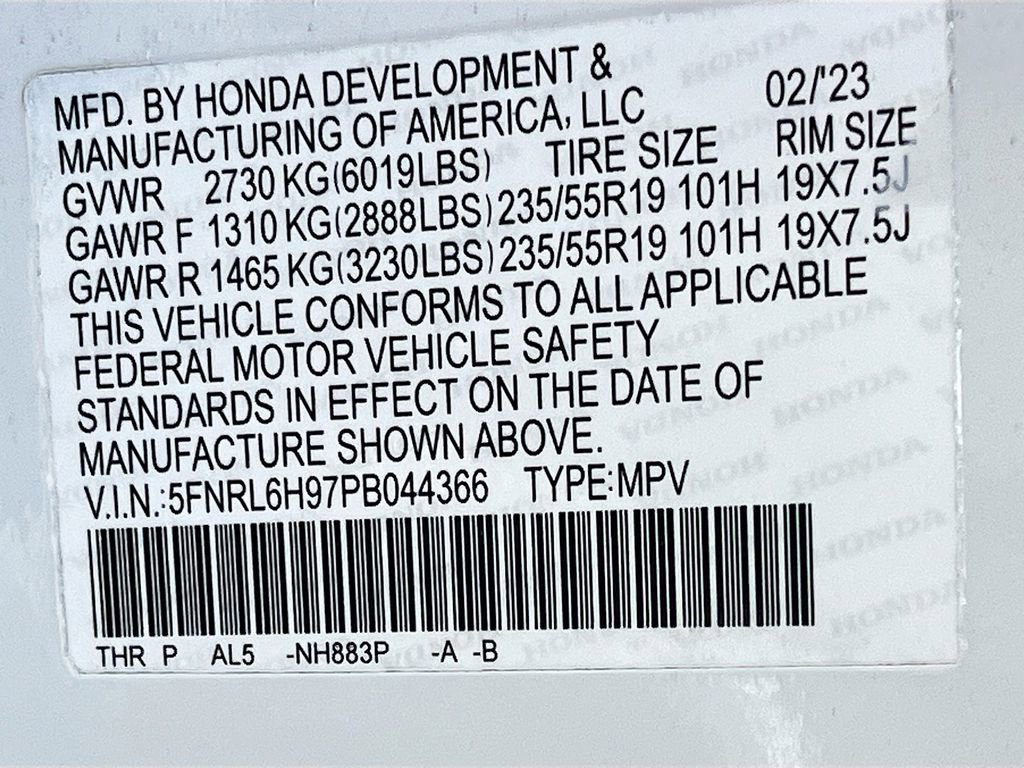 MFD. BY HONDA DEVELOPMENT &
MANUFACTURING OF AMERICA, LLC 02/'23
GVWR 2730 KG(6019LBS) TIRE SIZE RIM SIZE
GAWR F 1310 KG(2888LBS) 235/55R19 101H 19X7.5J
GAWR R 1465 KG(3230LBS) 235/55R19 101H 19X7.5J
THIS VEHICLE CONFORMS TO ALL APPLICABLE
FEDERAL MOTOR VEHICLE SAFETY
STANDARDS IN EFFECT ON THE DATE OF
MANUFACTURE SHOWN ABOVE.
V.I.N.:5FNRL6H97PB044366 TYPE:MPV
THR P AL5 -NH883P -A -B